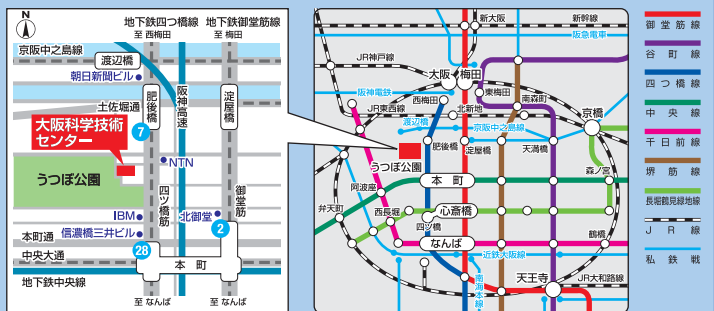 N
地下鉄四つ橋線
至 西梅田
地下鉄御堂筋線
至 梅田
京阪中之島線
渡辺橋
朝日新聞ビル
土佐堀通
肥後橋
阪神高速
淀屋橋
大阪科学技術
センター
7
NTN
うつぼ公園
四ツ橋筋
御堂筋
IBM
北御堂
信濃橋三井ビル
2
本町通
28
中央大通
本町
地下鉄中央線
至 なんば
至 なんば
新大阪
新幹線
阪急電車
JR神戸線
大阪
梅田
阪神電鉄
西梅田
東梅田
南森町
JR東西線
北新地
京橋
渡辺橋
京阪中之島線
肥後橋
淀屋橋
天満橋
うつぼ公園
森ノ宮
阿波座
本町
弁天町
西長堀
心斎橋
四ツ橋
なんば
鶴橋
近鉄大阪線
南海本線
天王寺
JR大和路線
御堂筋線
谷町線
四つ橋線
中央線
千日前線
堺筋線
長堀鶴見緑地線
JR線
私鉄戦